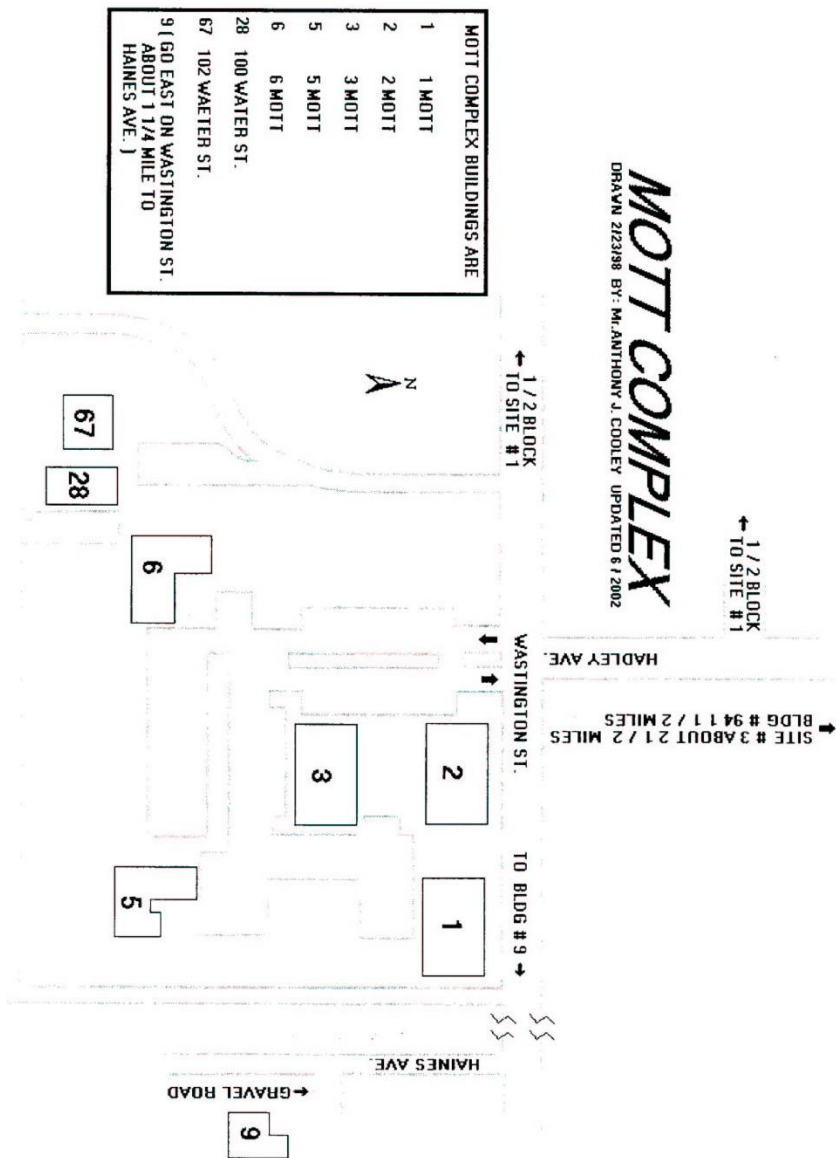 MOTT COMPLEX
DRAWN 2/23/98 BY: Mr. ANTHONY J. COOLEY UPDATED 6 / 2002
MOTT COMPLEX BUILDINGS ARE
1 1 MOTT
2 2 MOTT
3 3 MOTT
5 5 MOTT
6 6 MOTT
28 100 WATER ST.
67 102 WAETER ST.
9 ( GO EAST ON WASTINGTON ST.
ABOUT 1 1/4 MILE TO
HAINES AVE. )
← 1 / 2 BLOCK
TO SITE # 1
HADLEY AVE.
SITE # 3 ABOUT 2 1 / 2 MILES
BLDG # 94 1 1 / 2 MILES
← 1 / 2 BLOCK
TO SITE # 1
N
WASTINGTON ST.
TO BLDG # 9 →
67
28
6
3
2
5
1
HAINES AVE.
← GRAVEL ROAD
9